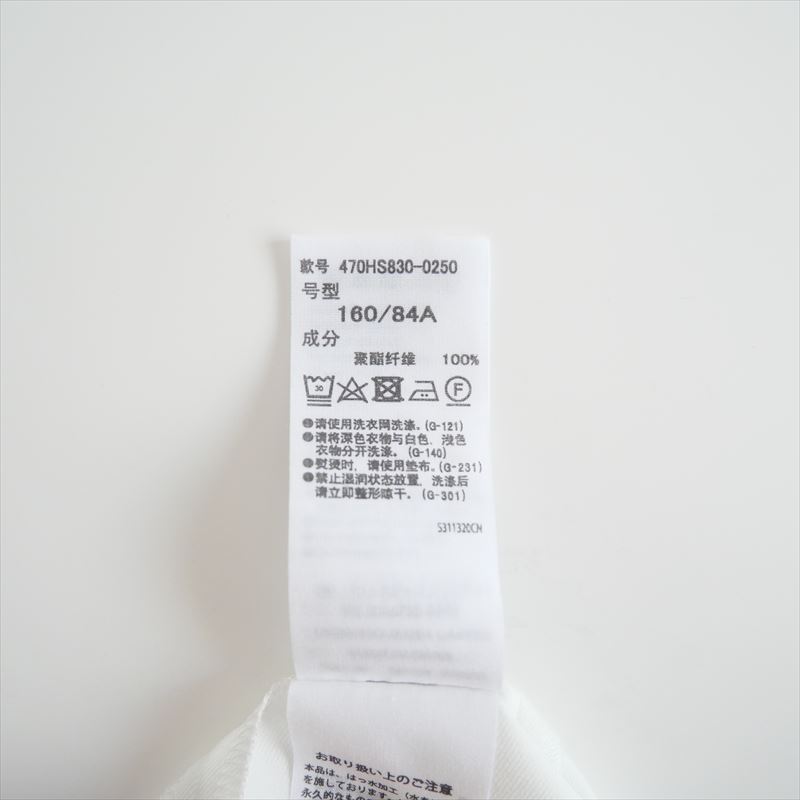 款号 470HS830-0250
号型
160/84A
成分
聚酯纤维 100%
30 F
请使用洗衣网洗涤。(G-121)
请将深色衣物与白色、浅色
衣物分开洗涤。(G-140)
熨烫时，请使用垫布。(G-231)
禁止湿润状态放置，洗涤后
请立即整形晾干。(G-301)
S311320CN
お取り扱い上のご注意
本品は、はっ水加工（水を
を施しております。
永久的なもの